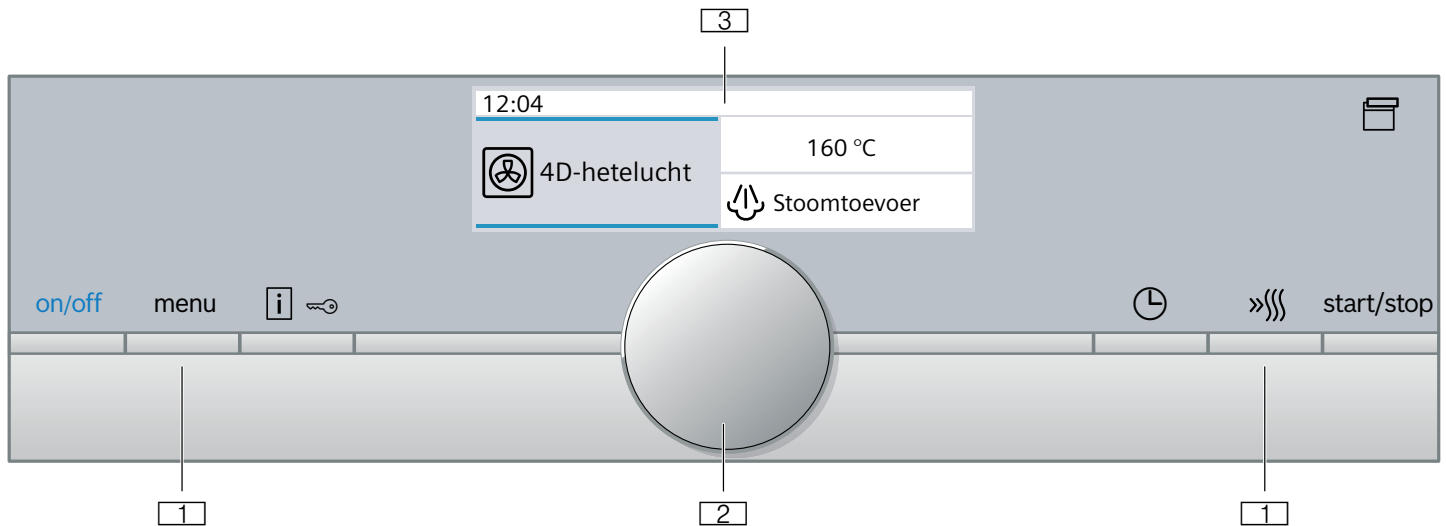 3
12:04
4D-hetelucht
160 °C
Stoomtoevoer
on/off menu i start/stop
1 2 1